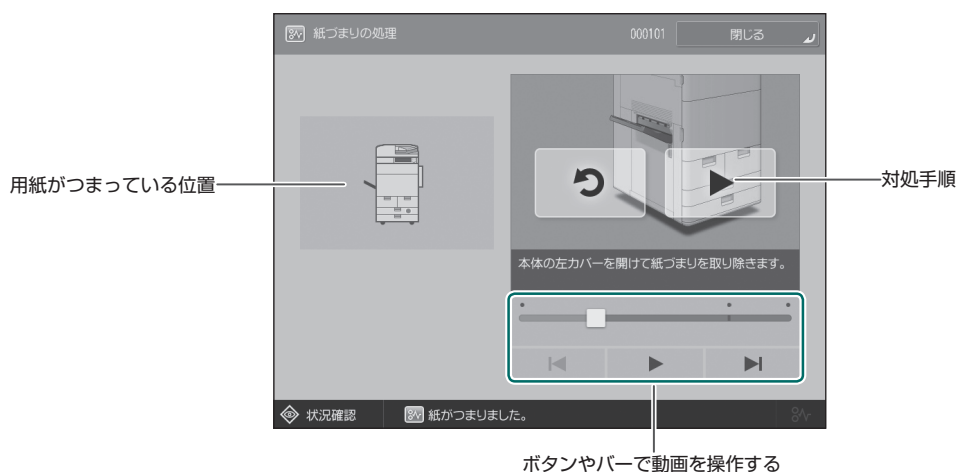 紙づまりの処理
000101
閉じる
用紙がつまっている位置
対処手順
本体の左カバーを開けて紙づまりを取り除きます。
状況確認
紙がつまりました。
ボタンやバーで動画を操作する